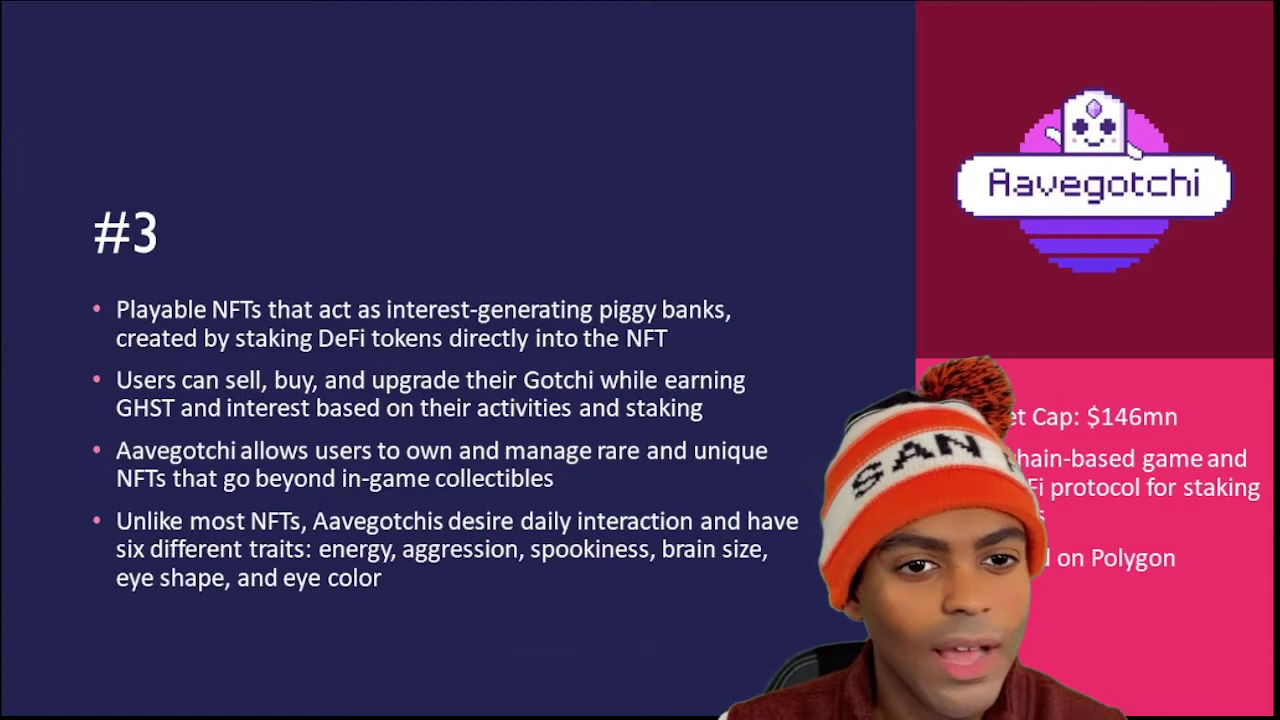 #3
• Playable NFTs that act as interest-generating piggy banks,
created by staking DeFi tokens directly into the NFT
• Users can sell, buy, and upgrade their Gotchi while earning
GHST and interest based on their activities and staking
• Aavegotchi allows users to own and manage rare and unique
NFTs that go beyond in-game collectibles
• Unlike most NFTs, Aavegotchis desire daily interaction and have
six different traits: energy, aggression, spookiness, brain size,
eye shape, and eye color
Aavegotchi
Cap: $146mn
game and
protocol for staking
on Polygon
SAN